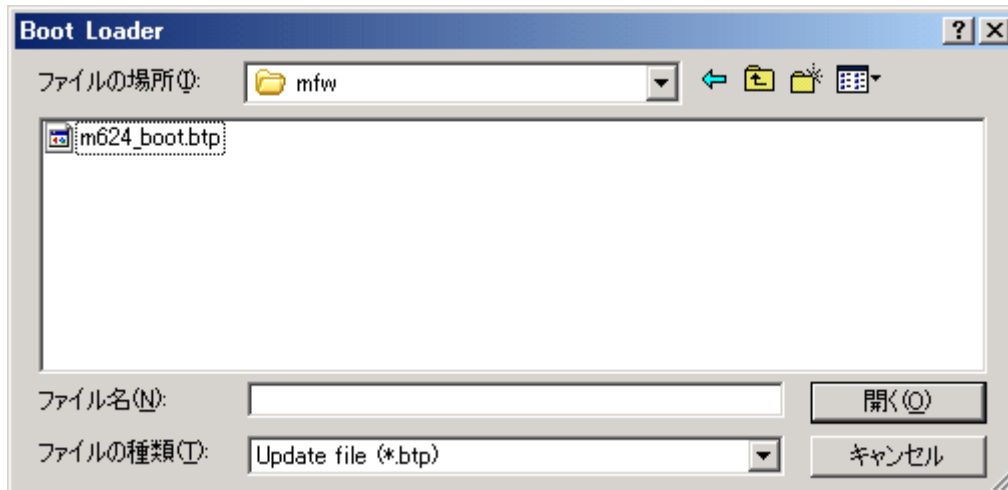 Boot Loader
ファイルの場所(I): mfw
m624_boot.btp
ファイル名(N): 開く(O)
ファイルの種類(T): Update file (*.btp) キャンセル